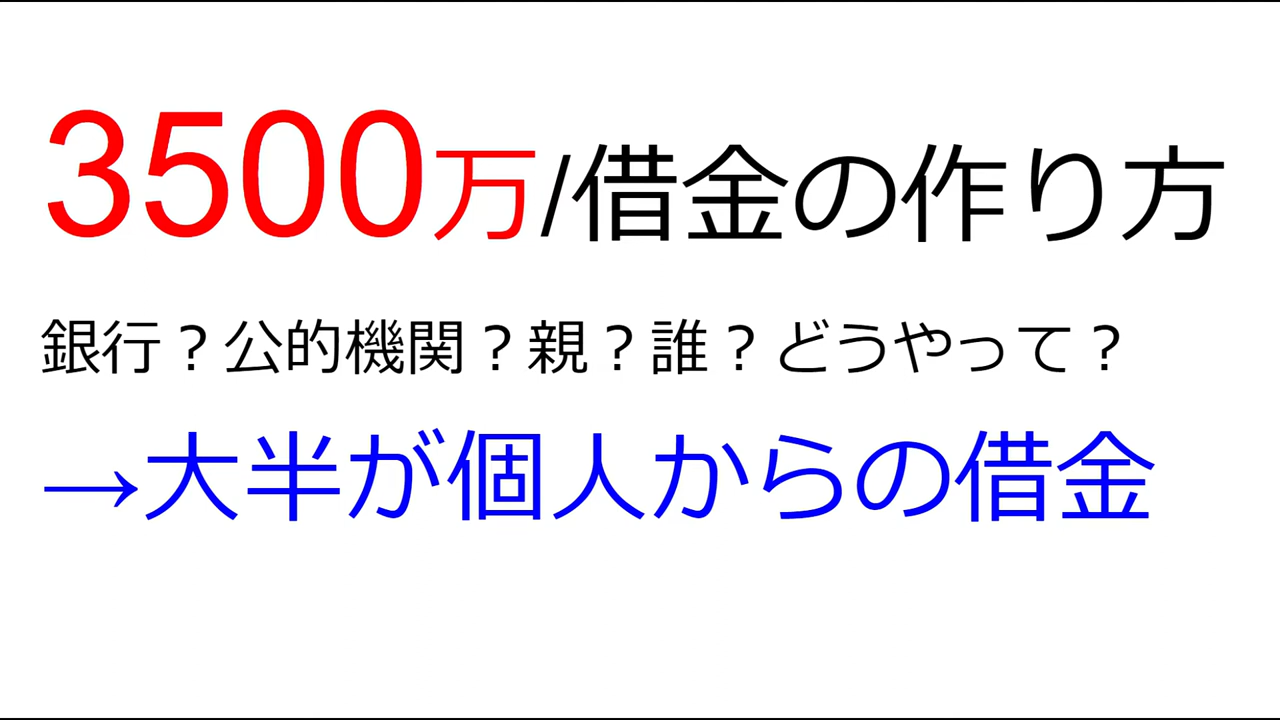 3500万/借金の作り方
銀行？公的機関？親？誰？どうやって？
→大半が個人からの借金